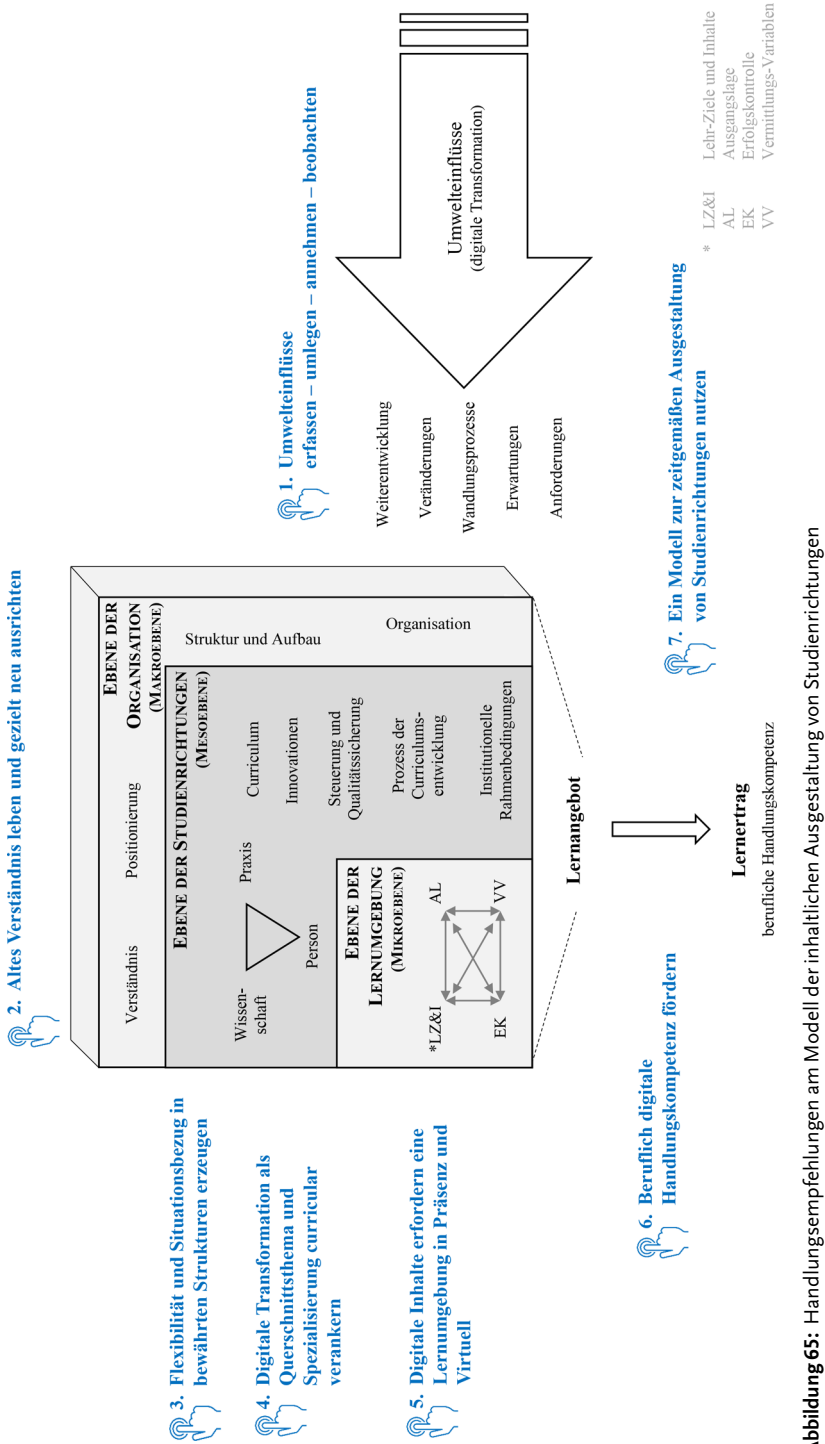 2. Altes Verständnis leben und gezielt neu ausrichten
3. Flexibilität und Situationsbezug in
bewährten Strukturen erzeugen
4. Digitale Transformation als
Querschnittsthema und
Spezialisierung curricular
verankern
5. Digitale Inhalte erfordern eine
Lernumgebung in Präsenz und
Virtuell
Verständnis
Positionierung
EBENE DER
ORGANISATION
(MAKROEBENE)
Struktur und Aufbau
Organisation
EBENE DER STUDIENRICHTUNGEN
(MESOEBENE)
Wissen-
schaft
Praxis
Person
Curriculum
Innovationen
Steuerung und
Qualitätssicherung
Prozess der
Curriculums-
entwicklung
Institutionelle
Rahmenbedingungen
EBENE DER
LERNUMGEBUNG
(MIKROEBENE)
*LZ&I
AL
EK
VV
1. Umwelteinflüsse
erfassen – umlegen – annehmen – beobachten
Weiterentwicklung
Veränderungen
Wandlungsprozesse
Erwartungen
Anforderungen
Umwelteinflüsse
(digitale Transformation)
Lernangebot
6. Beruflich digitale
Handlungskompetenz fördern
Lernertrag
berufliche Handlungskompetenz
7. Ein Modell zur zeitgemäßen Ausgestaltung
von Studienrichtungen nutzen
* LZ&I Lehr-Ziele und Inhalte
AL Ausgangslage
EK Erfolgskontrolle
VV Vermittlungs-Variablen
Abbildung 65: Handlungsempfehlungen am Modell der inhaltlichen Ausgestaltung von Studienrichtungen